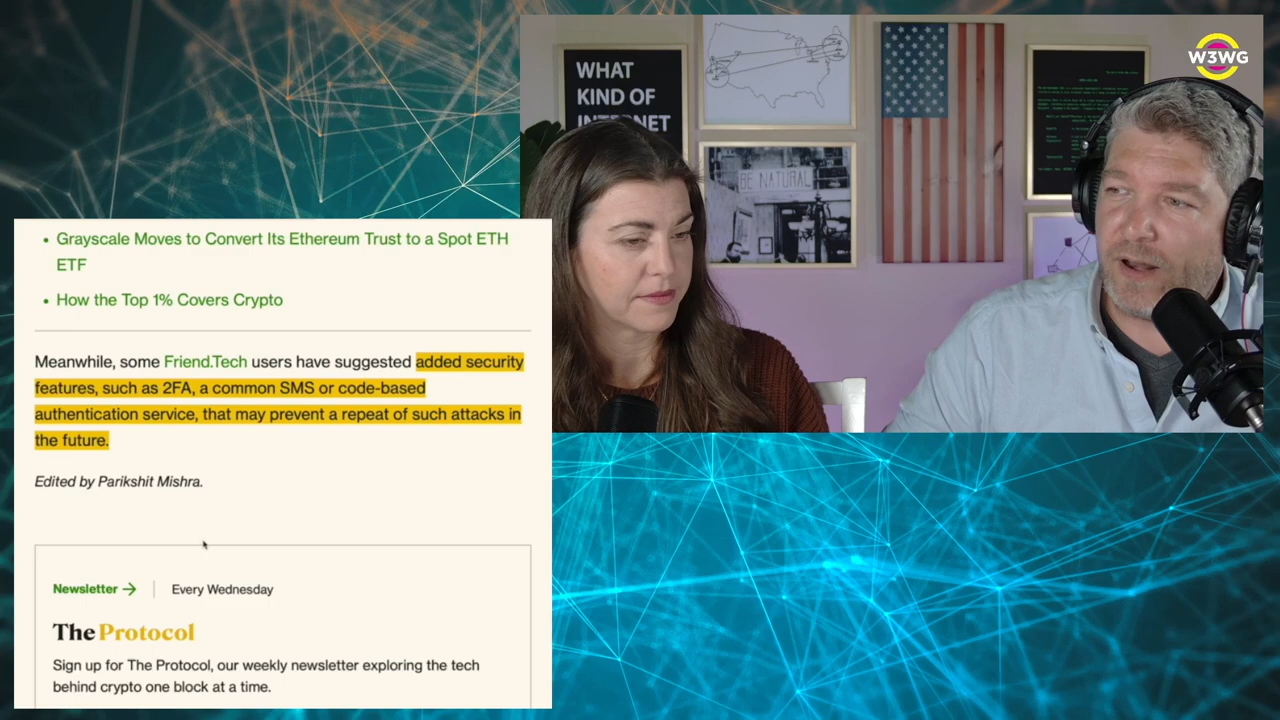 Grayscale Moves to Convert Its Ethereum Trust to a Spot ETH
ETF
How the Top 1% Covers Crypto
Meanwhile, some Friend.Tech users have suggested added security
features, such as 2FA, a common SMS or code-based
authentication service, that may prevent a repeat of such attacks in
the future.
Edited by Parikshit Mishra.
Newsletter → | Every Wednesday
The Protocol
Sign up for The Protocol, our weekly newsletter exploring the tech
behind crypto one block at a time.
WHAT
KIND OF
INTERNET
BE NATURAL
W3WG